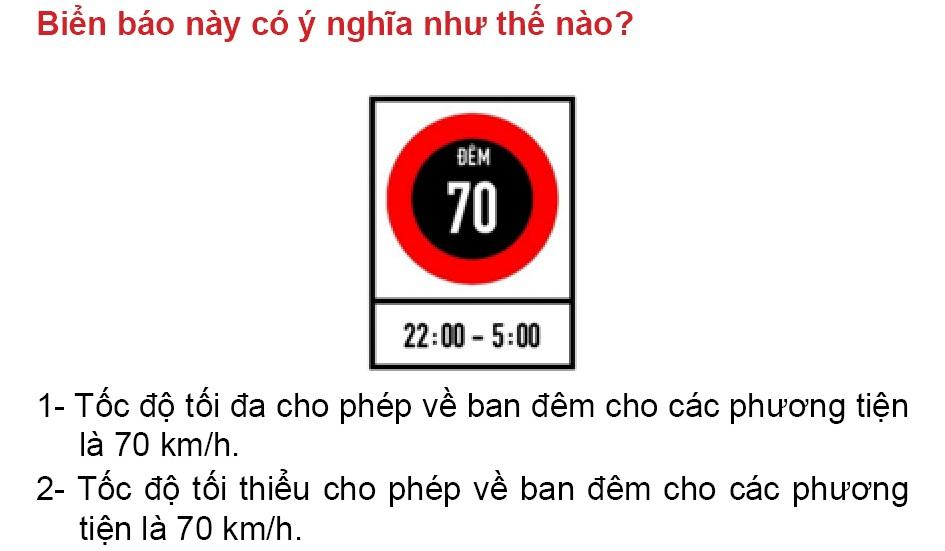 Biển báo này có ý nghĩa như thế nào?
ĐÊM
70
22:00 - 5:00
1- Tốc độ tối đa cho phép về ban đêm cho các phương tiện
là 70 km/h.
2- Tốc độ tối thiểu cho phép về ban đêm cho các phương
tiện là 70 km/h.